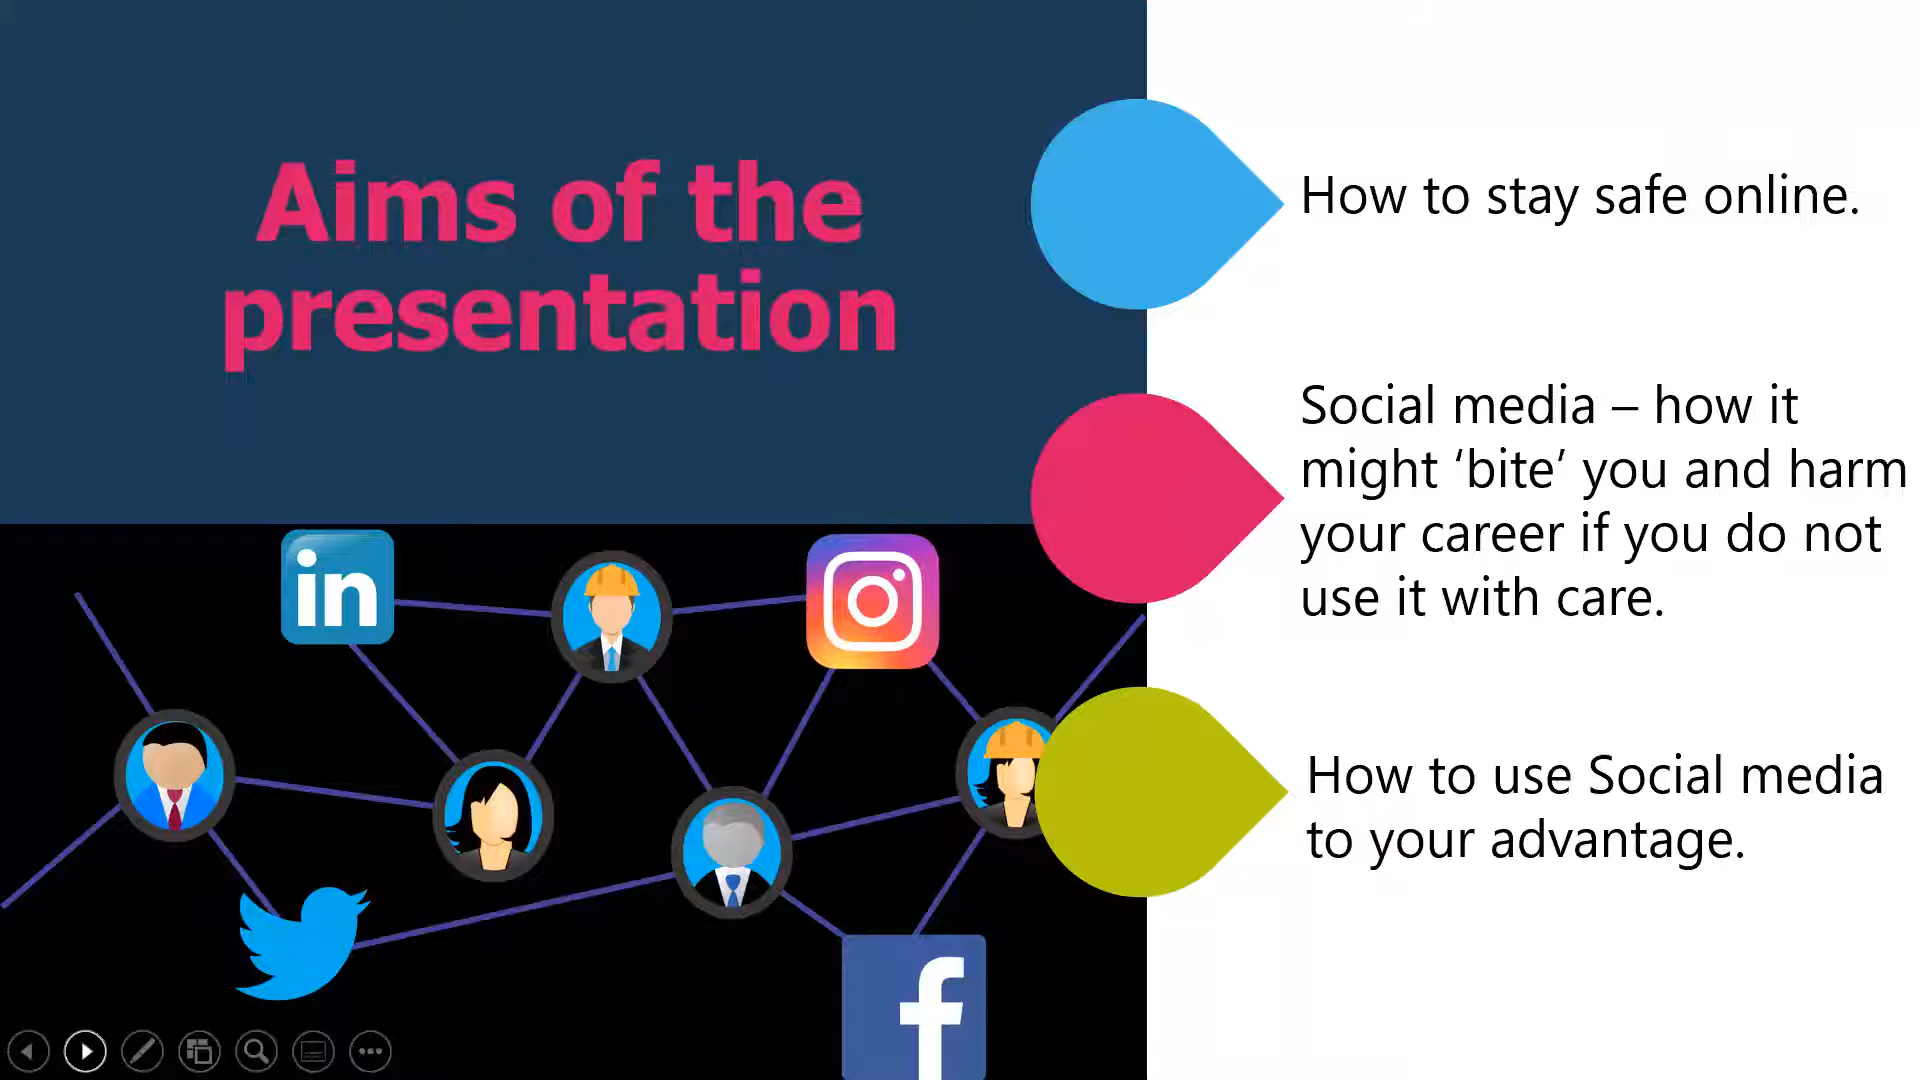 Aims of the
presentation
How to stay safe online.
Social media – how it
might ‘bite’ you and harm
your career if you do not
use it with care.
How to use Social media
to your advantage.
in
f